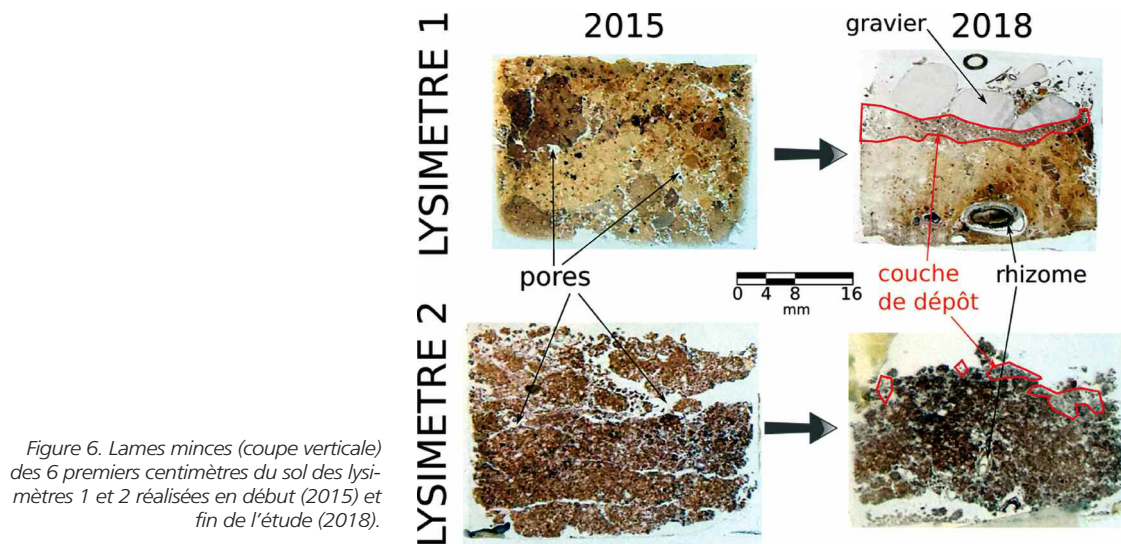 2015
2018
LYSIMETRE 1
gravier
pores
0 4 8 16
mm
couche
de dépôt
rhizome
LYSIMETRE 2
Figure 6. Lames minces (coupe verticale)
des 6 premiers centimètres du sol des lysi-
mètres 1 et 2 réalisées en début (2015) et
fin de l'étude (2018).